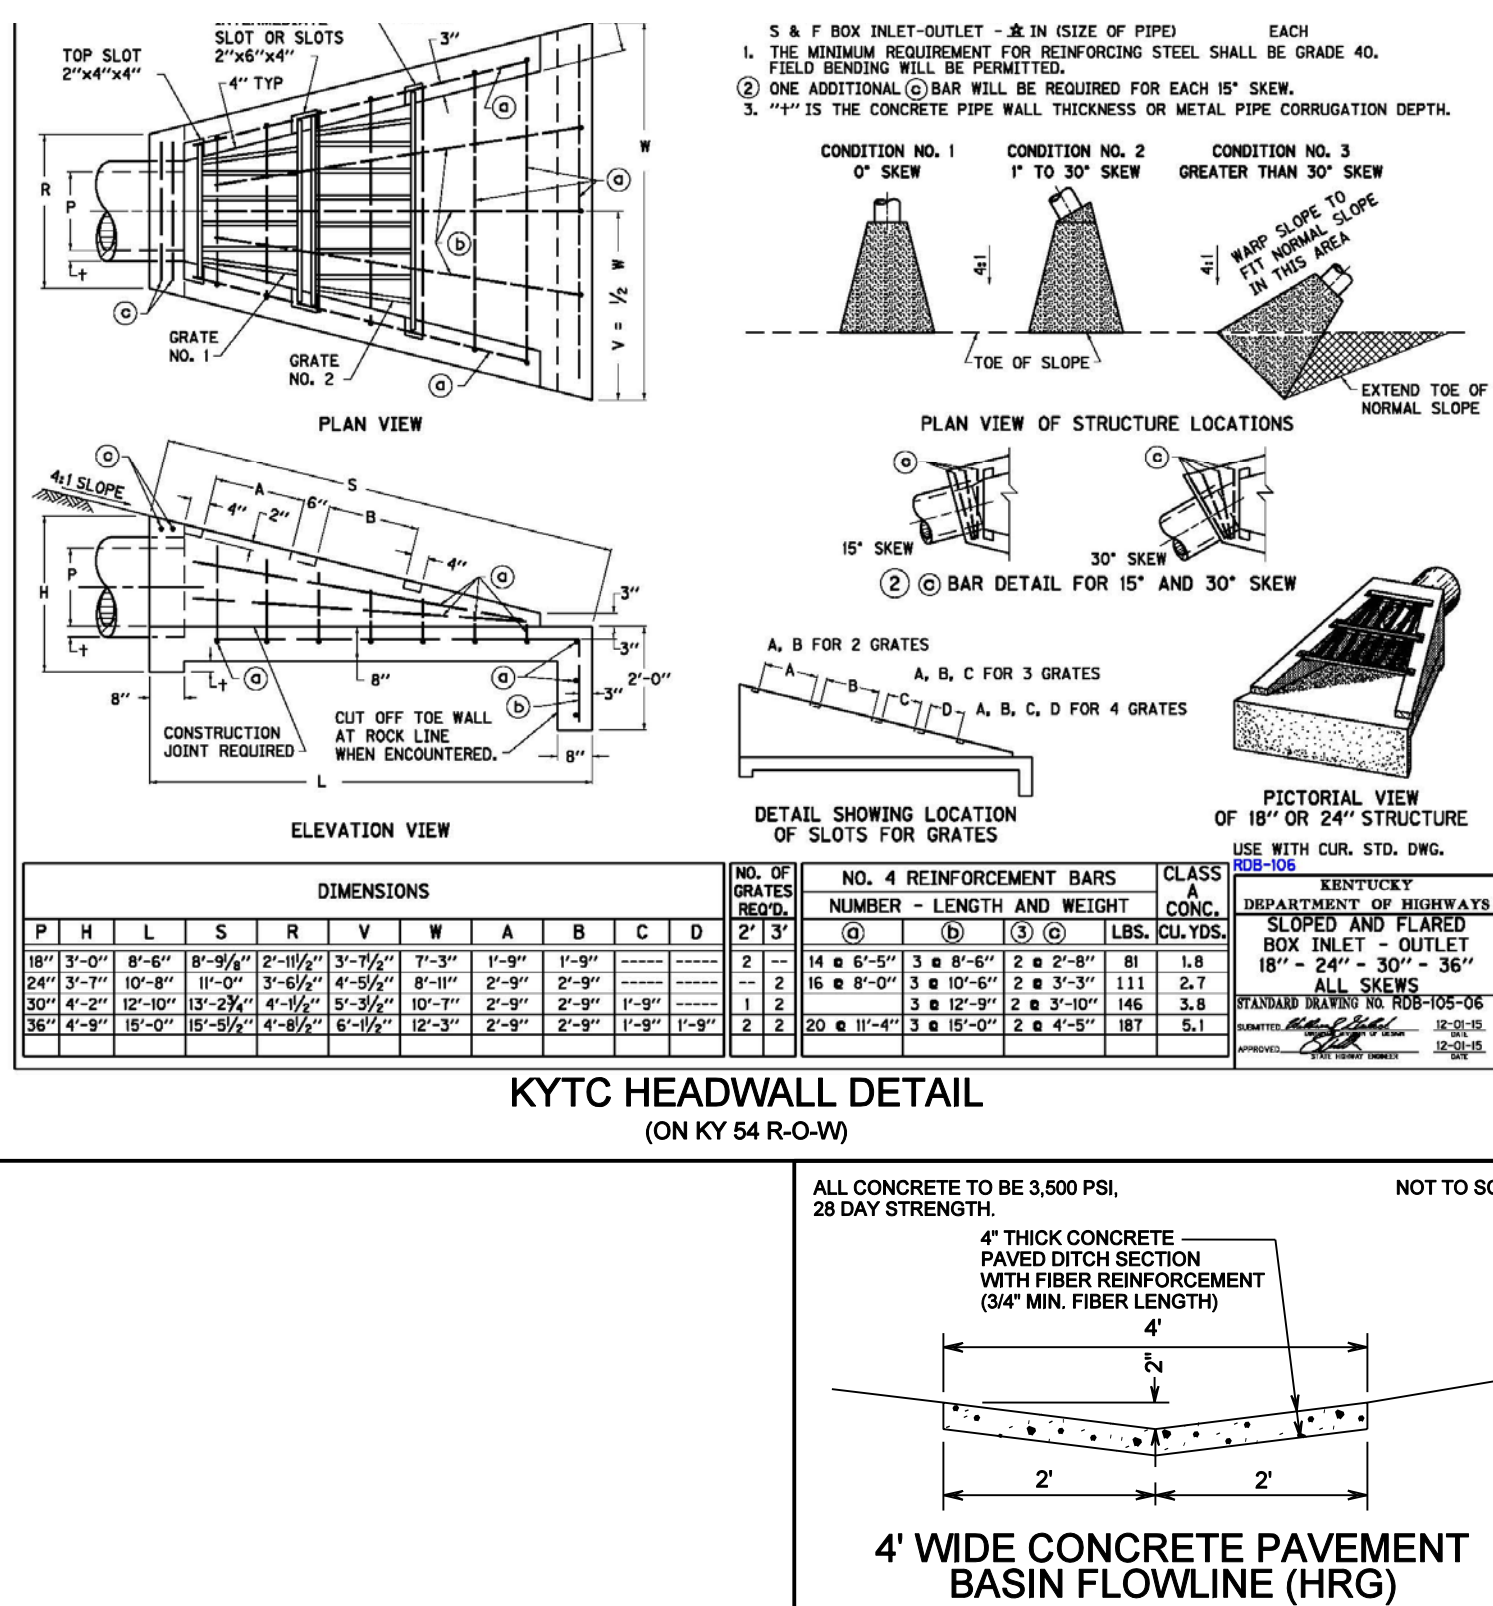 SLOT OR SLOTS
2"x6"x4"
TOP SLOT
2"x4"x4"
4" TYP
3"
a
W
R
P
a
b
t
c
GRATE
NO. 1
GRATE
NO. 2
a
V = 1/2 W
PLAN VIEW
S & F BOX INLET-OUTLET - ☆ IN (SIZE OF PIPE) EACH
1. THE MINIMUM REQUIREMENT FOR REINFORCING STEEL SHALL BE GRADE 40.
FIELD BENDING WILL BE PERMITTED.
2 ONE ADDITIONAL c BAR WILL BE REQUIRED FOR EACH 15° SKEW.
3. "t" IS THE CONCRETE PIPE WALL THICKNESS OR METAL PIPE CORRUGATION DEPTH.
CONDITION NO. 1
0° SKEW
CONDITION NO. 2
1° TO 30° SKEW
CONDITION NO. 3
GREATER THAN 30° SKEW
4:1
4:1
WARP SLOPE TO
FIT NORMAL SLOPE
IN THIS AREA
TOE OF SLOPE
EXTEND TOE OF
NORMAL SLOPE
PLAN VIEW OF STRUCTURE LOCATIONS
c
4:1 SLOPE
S
A
4"
2"
6"
B
4"
a
3"
H
P
t
t
a
8"
8"
a
b
3"
3"
2'-0"
8"
CONSTRUCTION
JOINT REQUIRED
CUT OFF TOE WALL
AT ROCK LINE
WHEN ENCOUNTERED.
L
ELEVATION VIEW
c
15° SKEW
c
30° SKEW
2 c BAR DETAIL FOR 15° AND 30° SKEW
A, B FOR 2 GRATES
A, B, C FOR 3 GRATES
A, B, C, D FOR 4 GRATES
A
B
C
D
DETAIL SHOWING LOCATION
OF SLOTS FOR GRATES
PICTORIAL VIEW
OF 18" OR 24" STRUCTURE
USE WITH CUR. STD. DWG.
RDB-106
DIMENSIONS
NO. OF GRATES REQ'D.
NO. 4 REINFORCEMENT BARS
NUMBER - LENGTH AND WEIGHT
CLASS A CONC.
P H L S R V W A B C D 2' 3' a b 3 c LBS. CU. YDS.
18" 3'-0" 8'-6" 8'-9 1/8" 2'-11 1/2" 3'-7 1/2" 7'-3" 1'-9" 1'-9" ----- ----- 2 -- 14 @ 6'-5" 3 @ 8'-6" 2 @ 2'-8" 81 1.8
24" 3'-7" 10'-8" 11'-0" 3'-6 1/2" 4'-5 1/2" 8'-11" 2'-9" 2'-9" ----- ----- -- 2 16 @ 8'-0" 3 @ 10'-6" 2 @ 3'-3" 111 2.7
30" 4'-2" 12'-10" 13'-2 3/4" 4'-1 1/2" 5'-3 1/2" 10'-7" 2'-9" 2'-9" 1'-9" ----- 1 2 3 @ 12'-9" 2 @ 3'-10" 146 3.8
36" 4'-9" 15'-0" 15'-5 1/2" 4'-8 1/2" 6'-1 1/2" 12'-3" 2'-9" 2'-9" 1'-9" 1'-9" 2 2 20 @ 11'-4" 3 @ 15'-0" 2 @ 4'-5" 187 5.1
KENTUCKY
DEPARTMENT OF HIGHWAYS
SLOPED AND FLARED
BOX INLET - OUTLET
18" - 24" - 30" - 36"
ALL SKEWS
STANDARD DRAWING NO. RDB-105-06
SUBMITTED 12-01-15
DATE
APPROVED 12-01-15
STATE HIGHWAY ENGINEER DATE
KYTC HEADWALL DETAIL
(ON KY 54 R-O-W)
ALL CONCRETE TO BE 3,500 PSI,
28 DAY STRENGTH.
NOT TO SC
4" THICK CONCRETE
PAVED DITCH SECTION
WITH FIBER REINFORCEMENT
(3/4" MIN. FIBER LENGTH)
4'
2"
2'
2'
4' WIDE CONCRETE PAVEMENT
BASIN FLOWLINE (HRG)